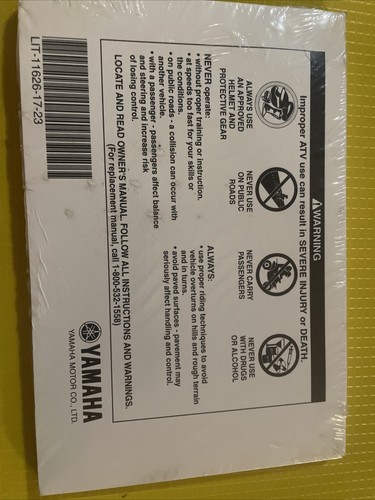 ⚠WARNING
Improper ATV use can result in SEVERE INJURY or DEATH.
ALWAYS USE
AN APPROVED
HELMET AND
PROTECTIVE GEAR
NEVER USE
ON PUBLIC
ROADS
NEVER CARRY
PASSENGERS
NEVER USE
WITH DRUGS
OR ALCOHOL
NEVER operate:
• without proper training or instruction.
• at speeds too fast for your skills or
the conditions.
• on public roads - a collision can occur with
another vehicle.
• with a passenger - passengers affect balance
and steering and increase risk
of losing control.
ALWAYS:
• use proper riding techniques to avoid
vehicle overturns on hills and rough terrain
and in turns.
• avoid paved surfaces - pavement may
seriously affect handling and control.
LOCATE AND READ OWNER'S MANUAL. FOLLOW ALL INSTRUCTIONS AND WARNINGS.
(For replacement manual, call 1-800-532-1558)
LIT-11626-17-23
YAMAHA
YAMAHA MOTOR CO., LTD.